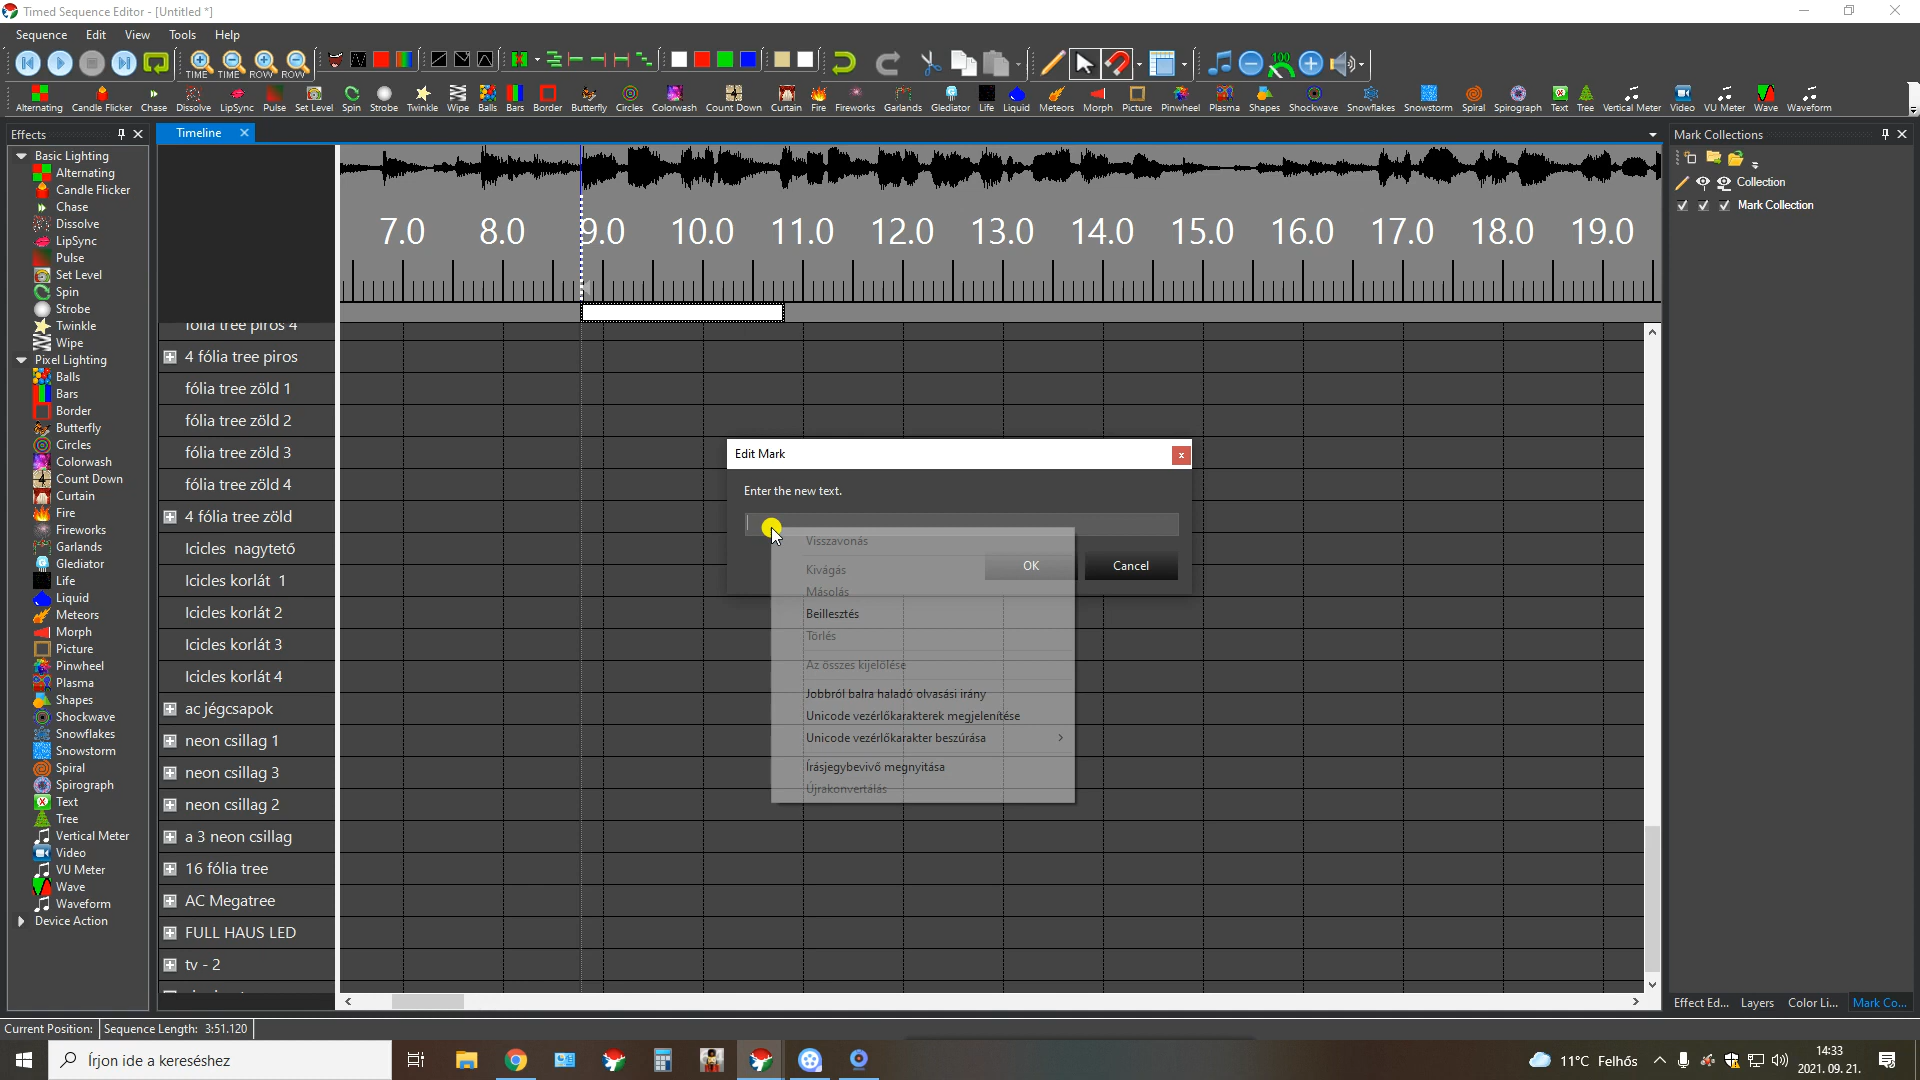 Timed Sequence Editor - [Untitled *]
Sequence Edit View Tools Help
TIME TIME ROW ROW
Alternating Candle Flicker Chase Dissolve LipSync Pulse Set Level Spin Strobe Twinkle Wipe Balls Bars Border Butterfly Circles Colorwash Count Down Curtain Fire Fireworks Garlands Glediator Life Liquid Meteors Morph Picture Pinwheel Plasma Shapes Shockwave Snowflakes Snowstorm Spiral Spirograph Text Tree Vertical Meter Video VU Meter Wave Waveform
Effects
Basic Lighting
Alternating
Candle Flicker
Chase
Dissolve
LipSync
Pulse
Set Level
Spin
Strobe
Twinkle
Wipe
Pixel Lighting
Balls
Bars
Border
Butterfly
Circles
Colorwash
Count Down
Curtain
Fire
Fireworks
Garlands
Glediator
Life
Liquid
Meteors
Morph
Picture
Pinwheel
Plasma
Shapes
Shockwave
Snowflakes
Snowstorm
Spiral
Spirograph
Text
Tree
Vertical Meter
Video
VU Meter
Wave
Waveform
Device Action
Timeline
7.0 8.0 9.0 10.0 11.0 12.0 13.0 14.0 15.0 16.0 17.0 18.0 19.0
fólia tree piros 4
4 fólia tree piros
fólia tree zöld 1
fólia tree zöld 2
fólia tree zöld 3
fólia tree zöld 4
4 fólia tree zöld
Icicles nagytető
Icicles korlát 1
Icicles korlát 2
Icicles korlát 3
Icicles korlát 4
ac jégcsapok
neon csillag 1
neon csillag 3
neon csillag 2
a 3 neon csillag
16 fólia tree
AC Megatree
FULL HAUS LED
tv - 2
Edit Mark
Enter the new text.
OK Cancel
Visszavonás
Kivágás
Másolás
Beillesztés
Törlés
Az összes kijelölése
Jobbról balra haladó olvasási irány
Unicode vezérlőkarakterek megjelenítése
Unicode vezérlőkarakter beszúrása
Írásjegybevivő megnyitása
Újrakonvertálás
Mark Collections
Collection
Mark Collection
Effect Ed... Layers Color Li... Mark Co...
Current Position: Sequence Length: 3:51.120
Írjon ide a kereséshez
11°C Felhős
14:33
2021. 09. 21.